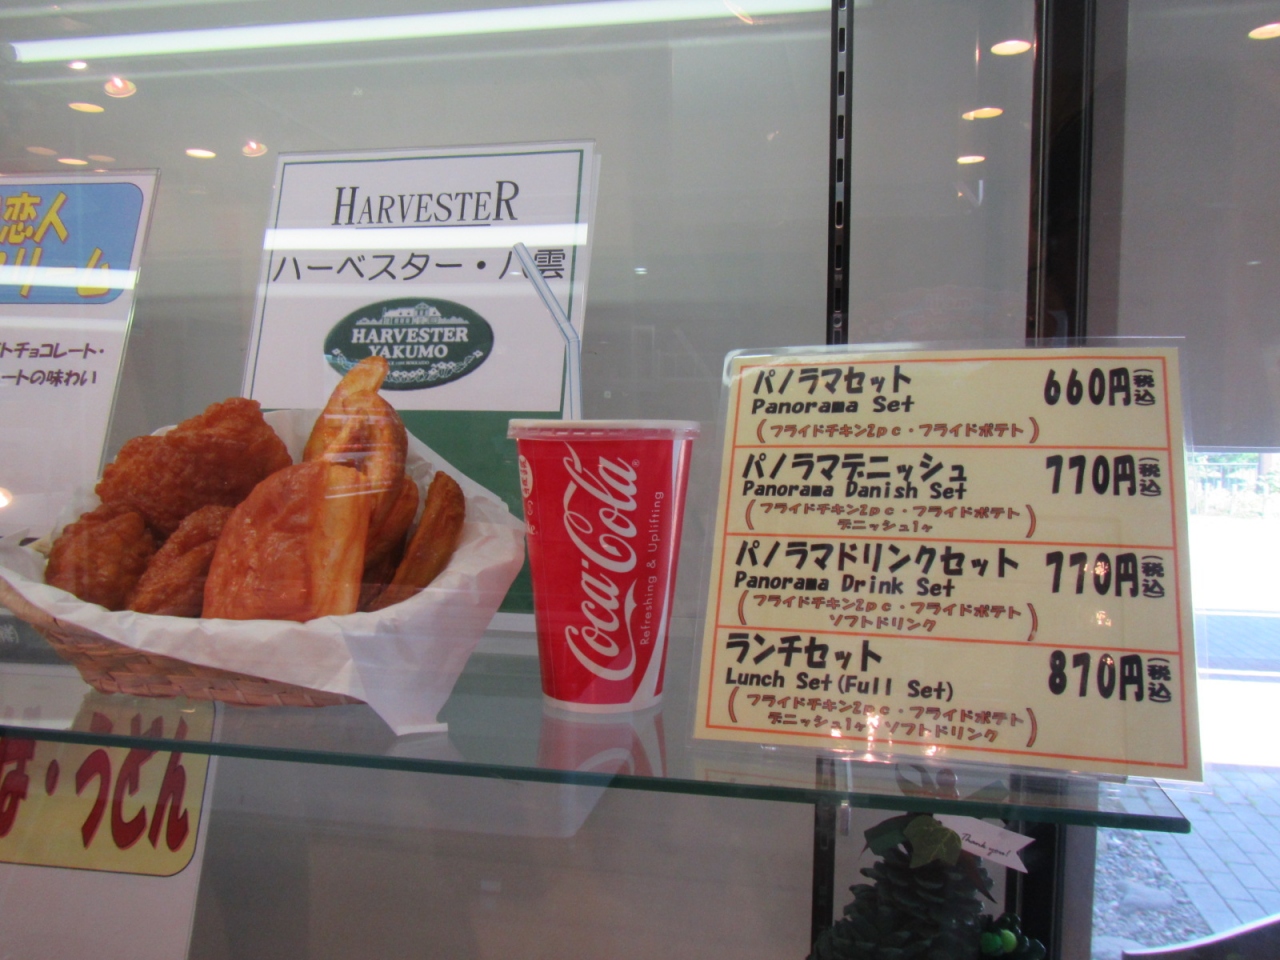 恋人
リーム
トチョコレート・
ートの味わい
HARVESTER
ハーベスター・八雲
HARVESTER
YAKUMO
Coca-Cola
Refreshing & Uplifting
パノラマセット
Panorama Set
660円(税込)
(フライドチキン2pc・フライドポテト)
パノラマデニッシュ
Panorama Danish Set
770円(税込)
(フライドチキン2pc・フライドポテト
デニッシュ1ヶ)
パノラマドリンクセット
Panorama Drink Set
770円(税込)
(フライドチキン2pc・フライドポテト
ソフトドリンク)
ランチセット
Lunch Set(Full Set)
870円(税込)
(フライドチキン2pc・フライドポテト
デニッシュ1ヶ ソフトドリンク)
ば・うどん
Thank you!